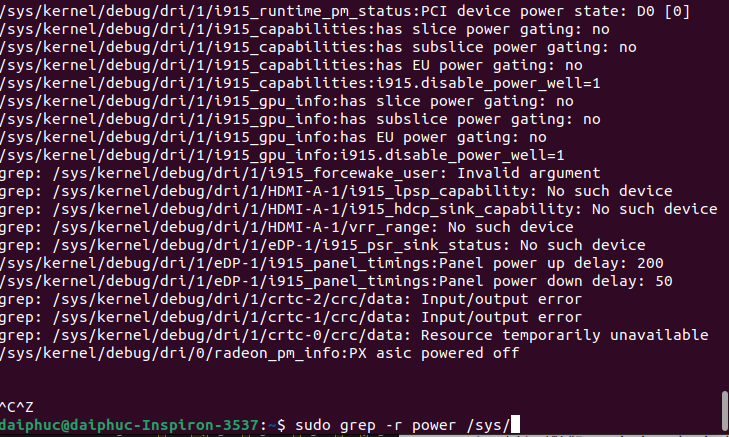 /sys/kernel/debug/dri/1/i915_runtime_pm_status:PCI device power state: D0 [0]
/sys/kernel/debug/dri/1/i915_capabilities:has slice power gating: no
/sys/kernel/debug/dri/1/i915_capabilities:has subslice power gating: no
/sys/kernel/debug/dri/1/i915_capabilities:has EU power gating: no
/sys/kernel/debug/dri/1/i915_capabilities:i915.disable_power_well=1
/sys/kernel/debug/dri/1/i915_gpu_info:has slice power gating: no
/sys/kernel/debug/dri/1/i915_gpu_info:has subslice power gating: no
/sys/kernel/debug/dri/1/i915_gpu_info:has EU power gating: no
/sys/kernel/debug/dri/1/i915_gpu_info:i915.disable_power_well=1
grep: /sys/kernel/debug/dri/1/i915_forcewake_user: Invalid argument
grep: /sys/kernel/debug/dri/1/HDMI-A-1/i915_lpsp_capability: No such device
grep: /sys/kernel/debug/dri/1/HDMI-A-1/i915_hdcp_sink_capability: No such device
grep: /sys/kernel/debug/dri/1/HDMI-A-1/vrr_range: No such device
grep: /sys/kernel/debug/dri/1/eDP-1/i915_psr_sink_status: No such device
/sys/kernel/debug/dri/1/eDP-1/i915_panel_timings:Panel power up delay: 200
/sys/kernel/debug/dri/1/eDP-1/i915_panel_timings:Panel power down delay: 50
grep: /sys/kernel/debug/dri/1/crtc-2/crc/data: Input/output error
grep: /sys/kernel/debug/dri/1/crtc-1/crc/data: Input/output error
grep: /sys/kernel/debug/dri/1/crtc-0/crc/data: Resource temporarily unavailable
/sys/kernel/debug/dri/0/radeon_pm_info:PX asic powered off
^C^Z
daiphuc@daiphuc-Inspiron-3537:~$ sudo grep -r power /sys/